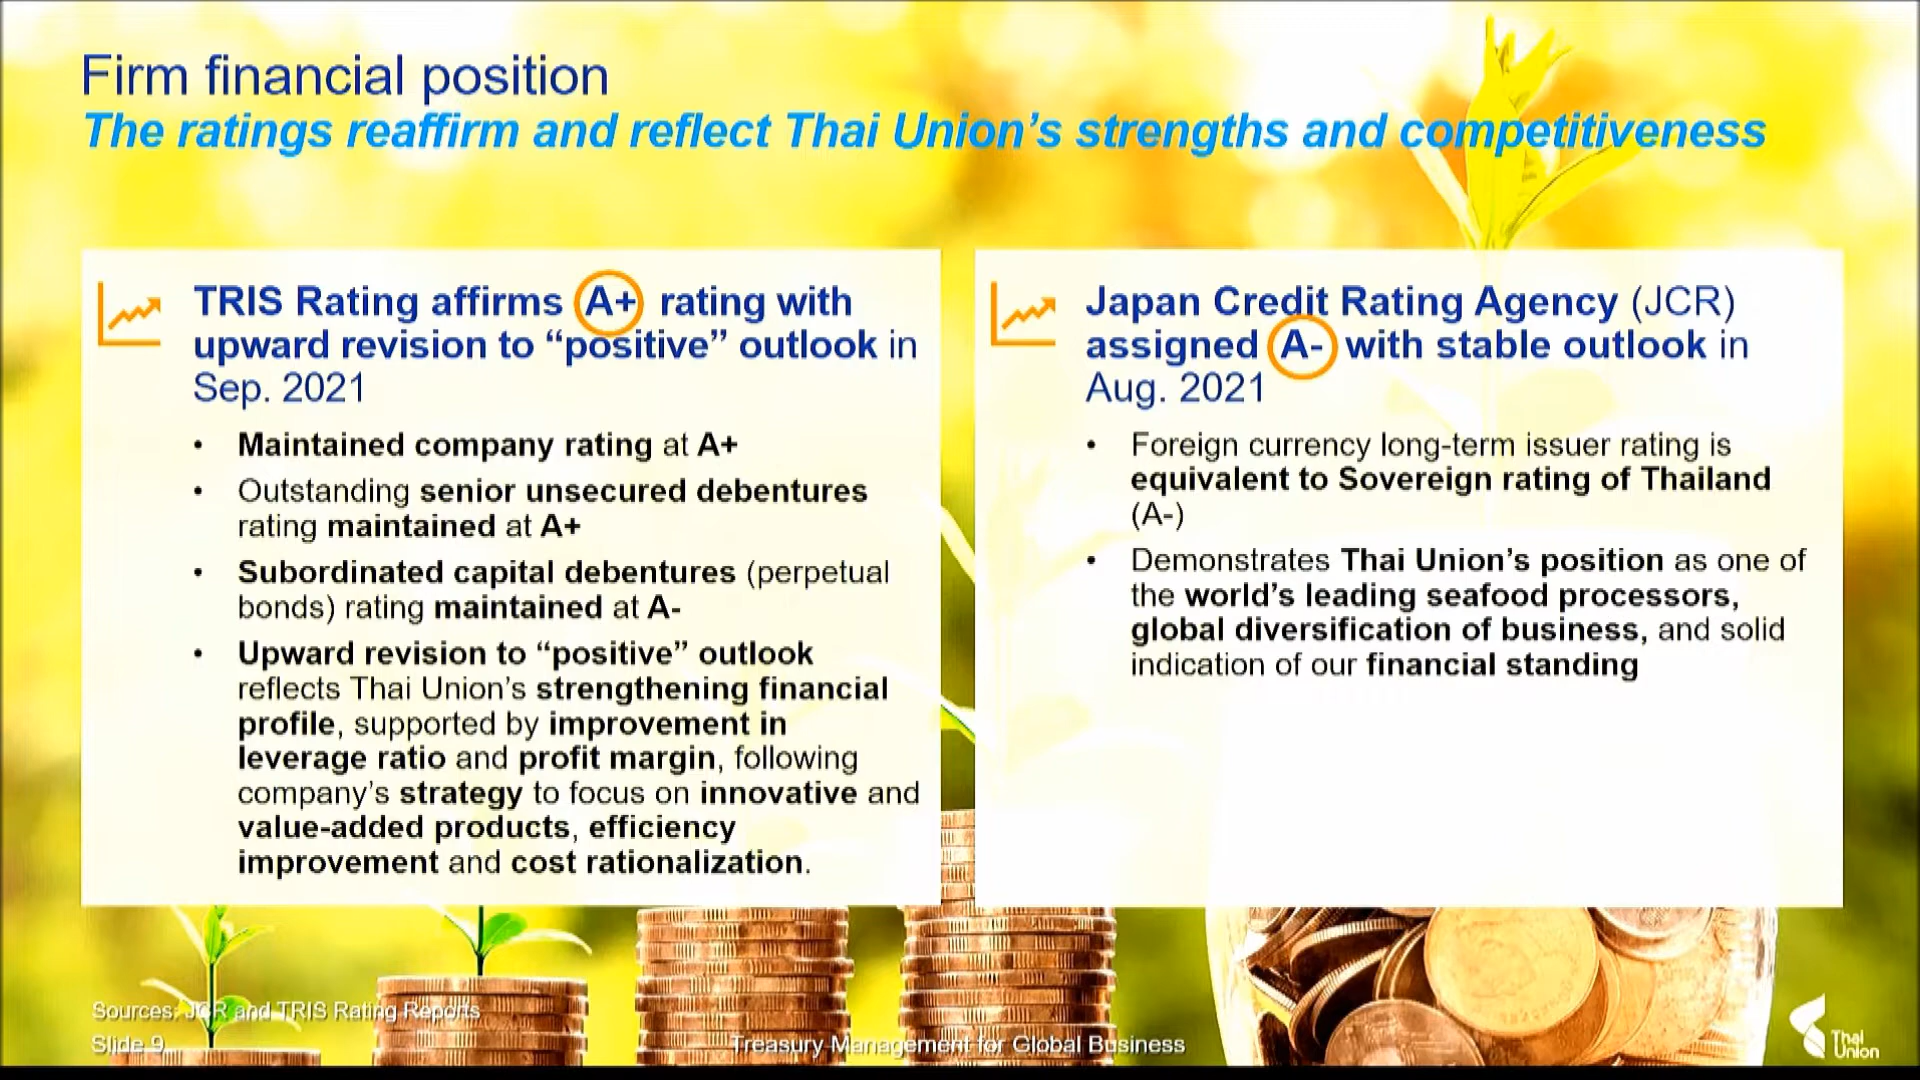 Firm financial position
The ratings reaffirm and reflect Thai Union's strengths and competitiveness
TRIS Rating affirms A+ rating with
upward revision to “positive” outlook in
Sep. 2021
• Maintained company rating at A+
• Outstanding senior unsecured debentures
rating maintained at A+
• Subordinated capital debentures (perpetual
bonds) rating maintained at A-
• Upward revision to “positive” outlook
reflects Thai Union’s strengthening financial
profile, supported by improvement in
leverage ratio and profit margin, following
company’s strategy to focus on innovative and
value-added products, efficiency
improvement and cost rationalization.
Japan Credit Rating Agency (JCR)
assigned A- with stable outlook in
Aug. 2021
• Foreign currency long-term issuer rating is
equivalent to Sovereign rating of Thailand
(A-)
• Demonstrates Thai Union’s position as one of
the world’s leading seafood processors,
global diversification of business, and solid
indication of our financial standing
Sources: JCR and TRIS Rating Reports
Slide 9
Treasury Management for Global Business
Thai
Union